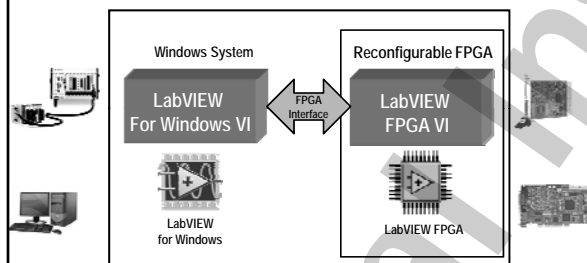 Windows System
Reconfigurable FPGA
LabVIEW
For Windows VI
FPGA
Interface
LabVIEW
FPGA VI
LabVIEW
for Windows
LabVIEW FPGA